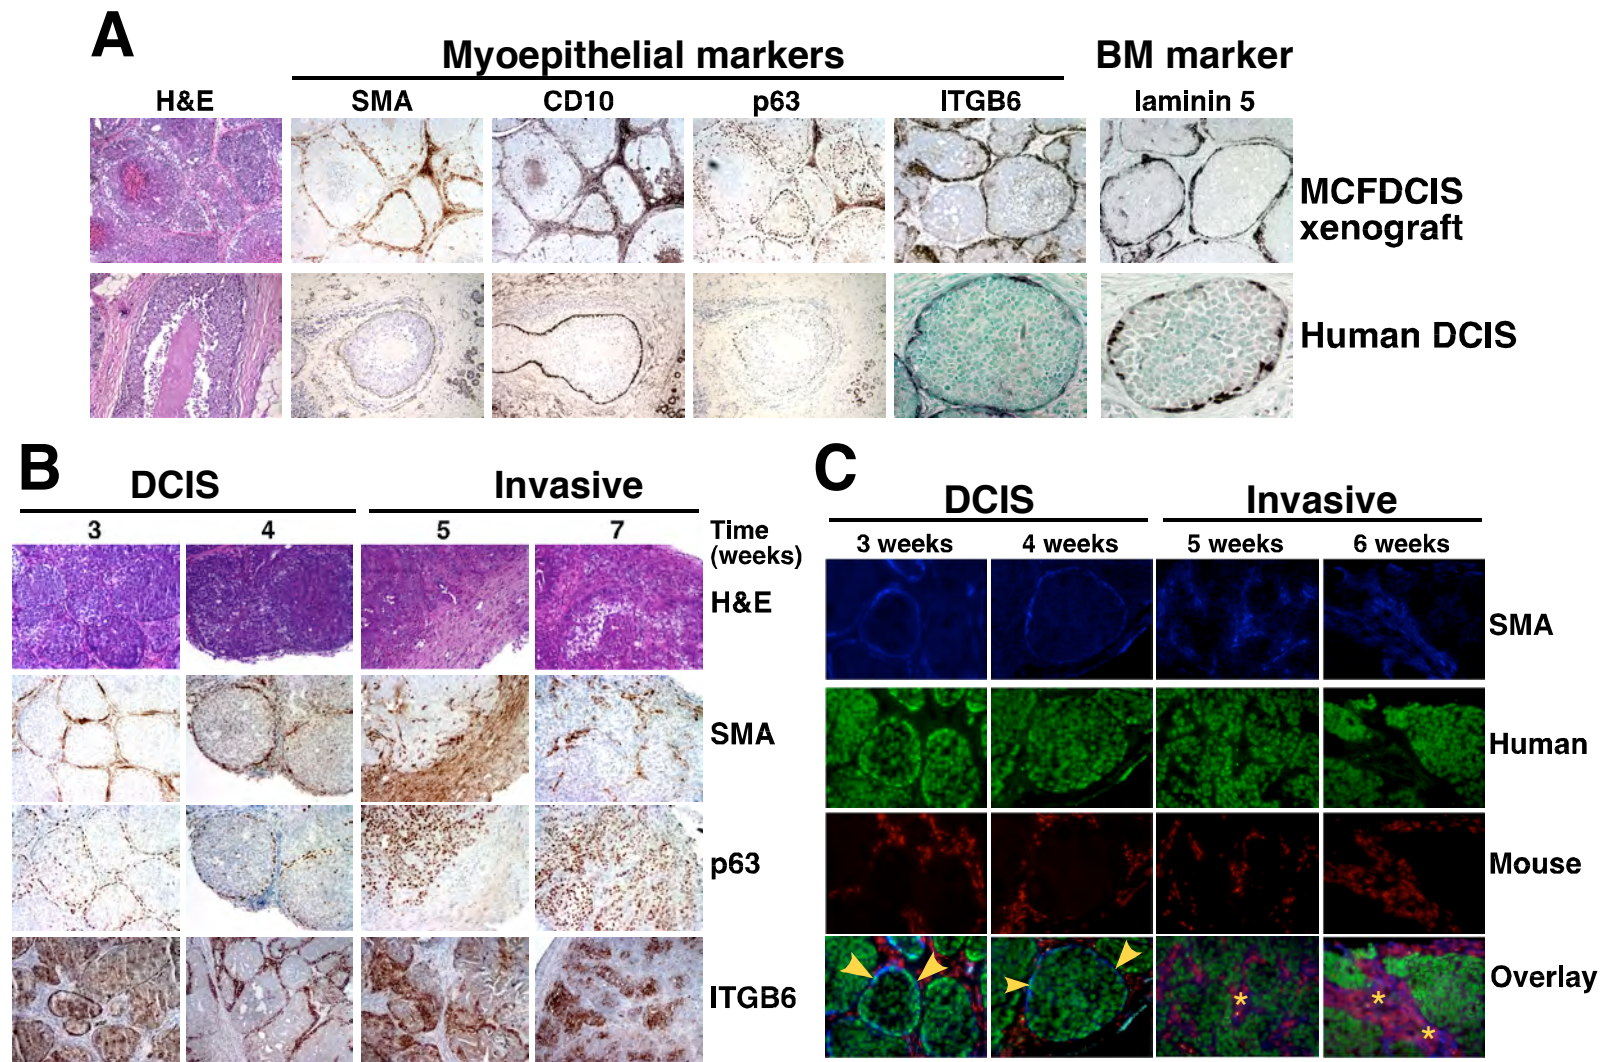 A
Myoepithelial markers
BM marker
H&E
SMA
CD10
p63
ITGB6
laminin 5
MCFDCIS
xenograft
Human DCIS
B
DCIS
Invasive
3
4
5
7
Time
(weeks)
H&E
SMA
p63
ITGB6
C
DCIS
Invasive
3 weeks
4 weeks
5 weeks
6 weeks
SMA
Human
Mouse
Overlay
*
*
*